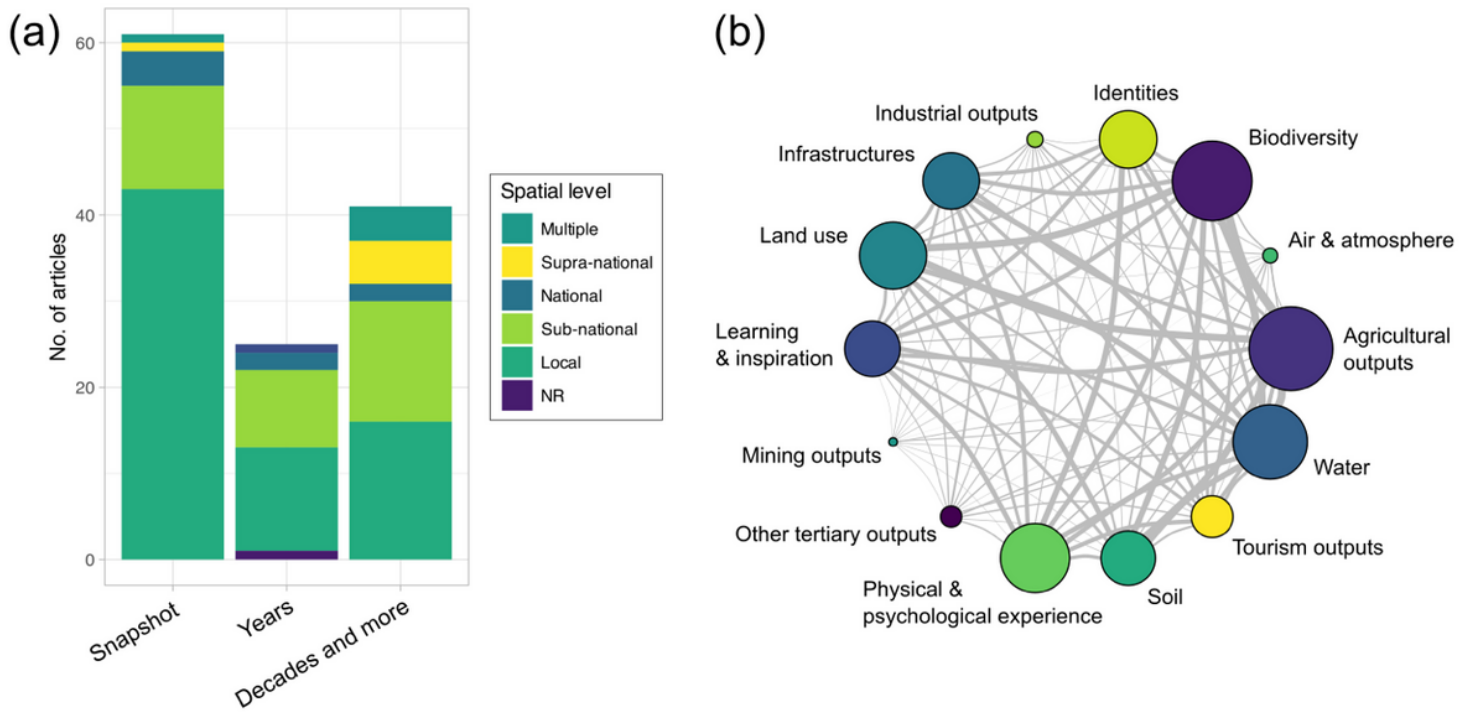 (a)
60
40
20
0
No. of articles
Snapshot
Years
Decades and more
Spatial level
Multiple
Supra-national
National
Sub-national
Local
NR
(b)
Identities
Industrial outputs
Biodiversity
Infrastructures
Land use
Air & atmosphere
Learning
& inspiration
Agricultural
outputs
Mining outputs
Water
Other tertiary outputs
Tourism outputs
Physical &
psychological experience
Soil